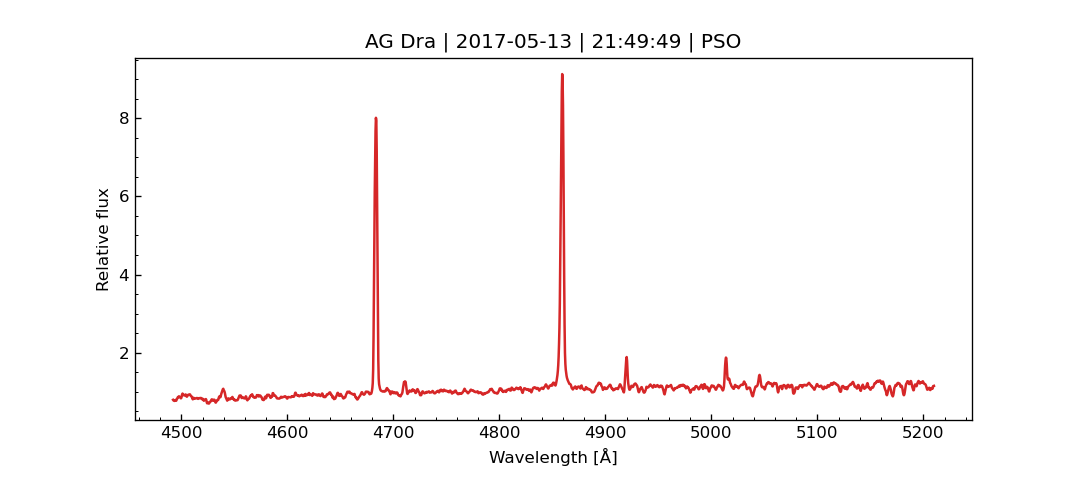 AG Dra | 2017-05-13 | 21:49:49 | PSO
Relative flux
8
6
4
2
4500 4600 4700 4800 4900 5000 5100 5200
Wavelength [Å]